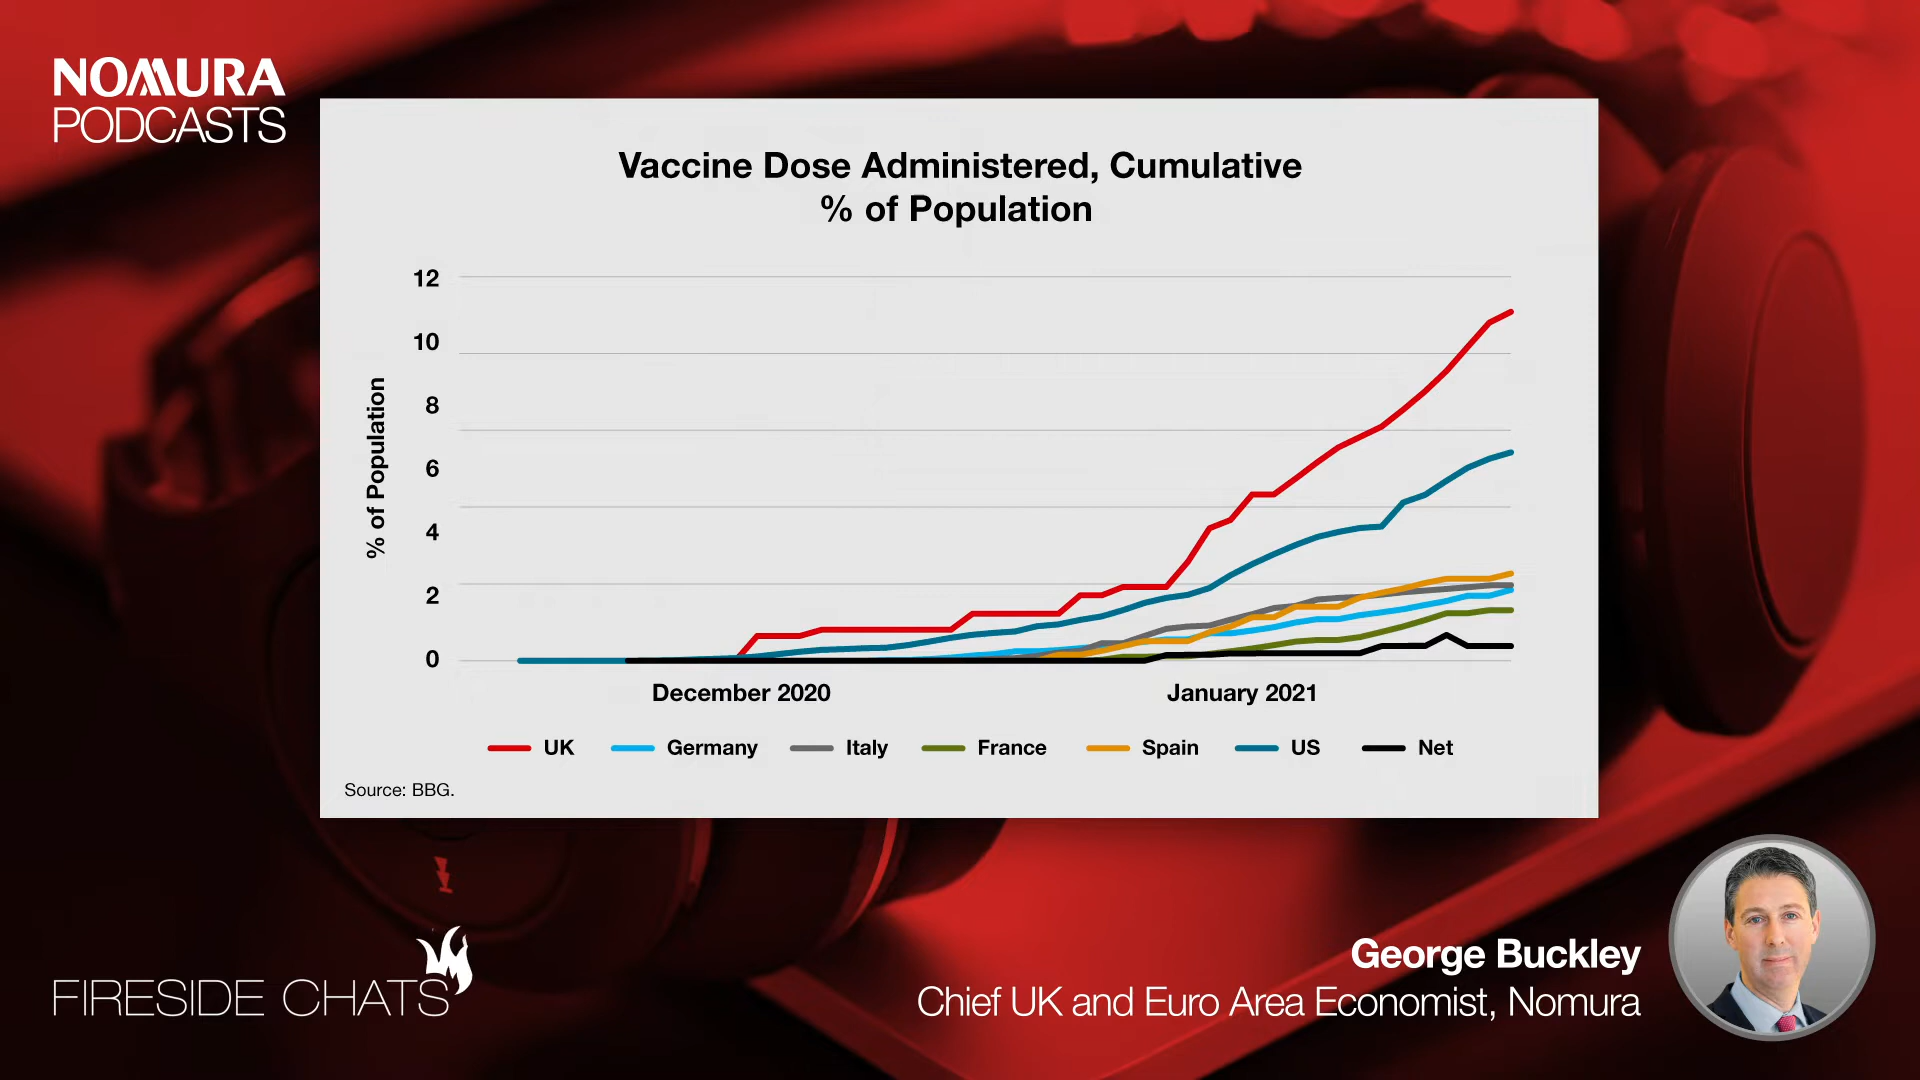 NOMURA
PODCASTS
Vaccine Dose Administered, Cumulative
% of Population
12
10
8
6
4
2
0
% of Population
December 2020 January 2021
UK Germany Italy France Spain US Net
Source: BBG.
FIRESIDE CHATS
George Buckley
Chief UK and Euro Area Economist, Nomura